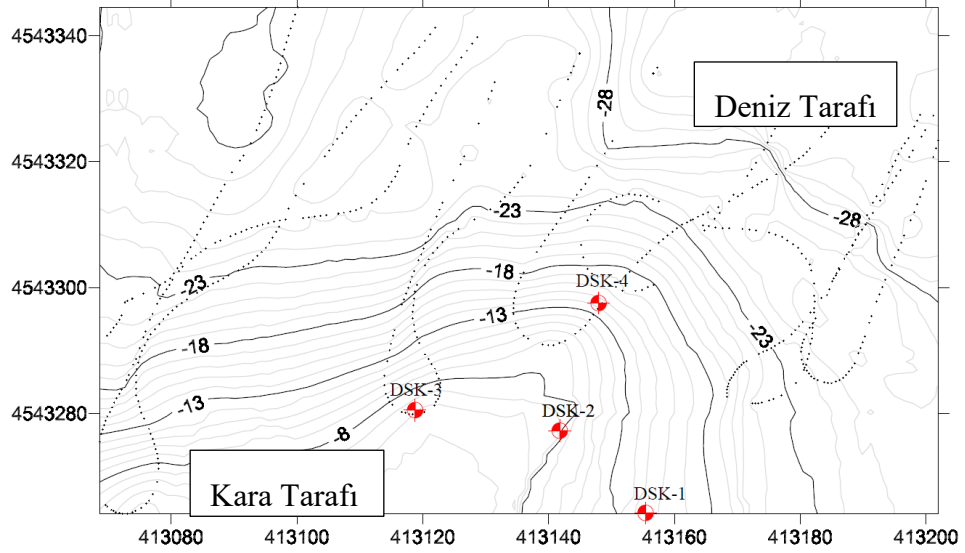 4543340
-28
Deniz Tarafı
4543320
-23
-28
-23
-18
DSK-4
4543300
-13
-18
-23
DSK-3
-13
DSK-2
4543280
-8
Kara Tarafı
DSK-1
413080 413100 413120 413140 413160 413180 413200